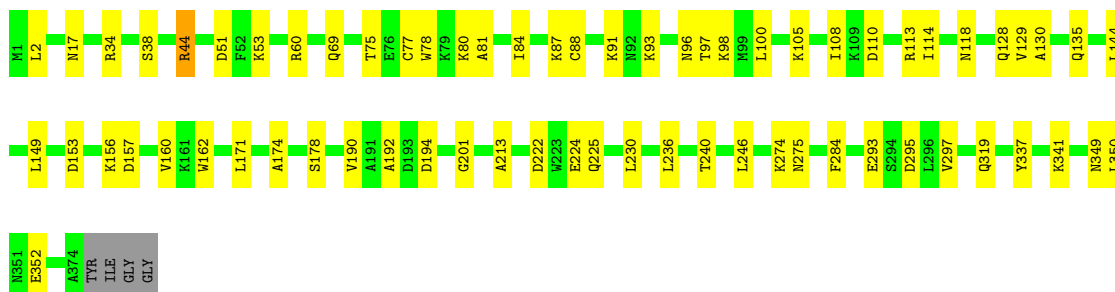 M1 L2 N17 R34 S38 R44 D51 F52 K53 R60 Q69 T75 E76 C77 W78 K79 K80 A81 I84 K87 C88 K91 N92 K93 N96 T97 K98 M99 L100 K105 I108 K109 D110 R113 I114 N118 Q128 V129 A130 Q135 L144
L149 D153 K156 D157 V160 K161 W162 L171 A174 S178 V190 A191 A192 D193 D194 G201 A213 D222 W223 E224 Q225 L230 L236 T240 L246 K274 N275 F284 E293 S294 D295 L296 V297 Q319 Y337 K341 N349 L350
N351 E352 A374 TYR ILE GLY GLY